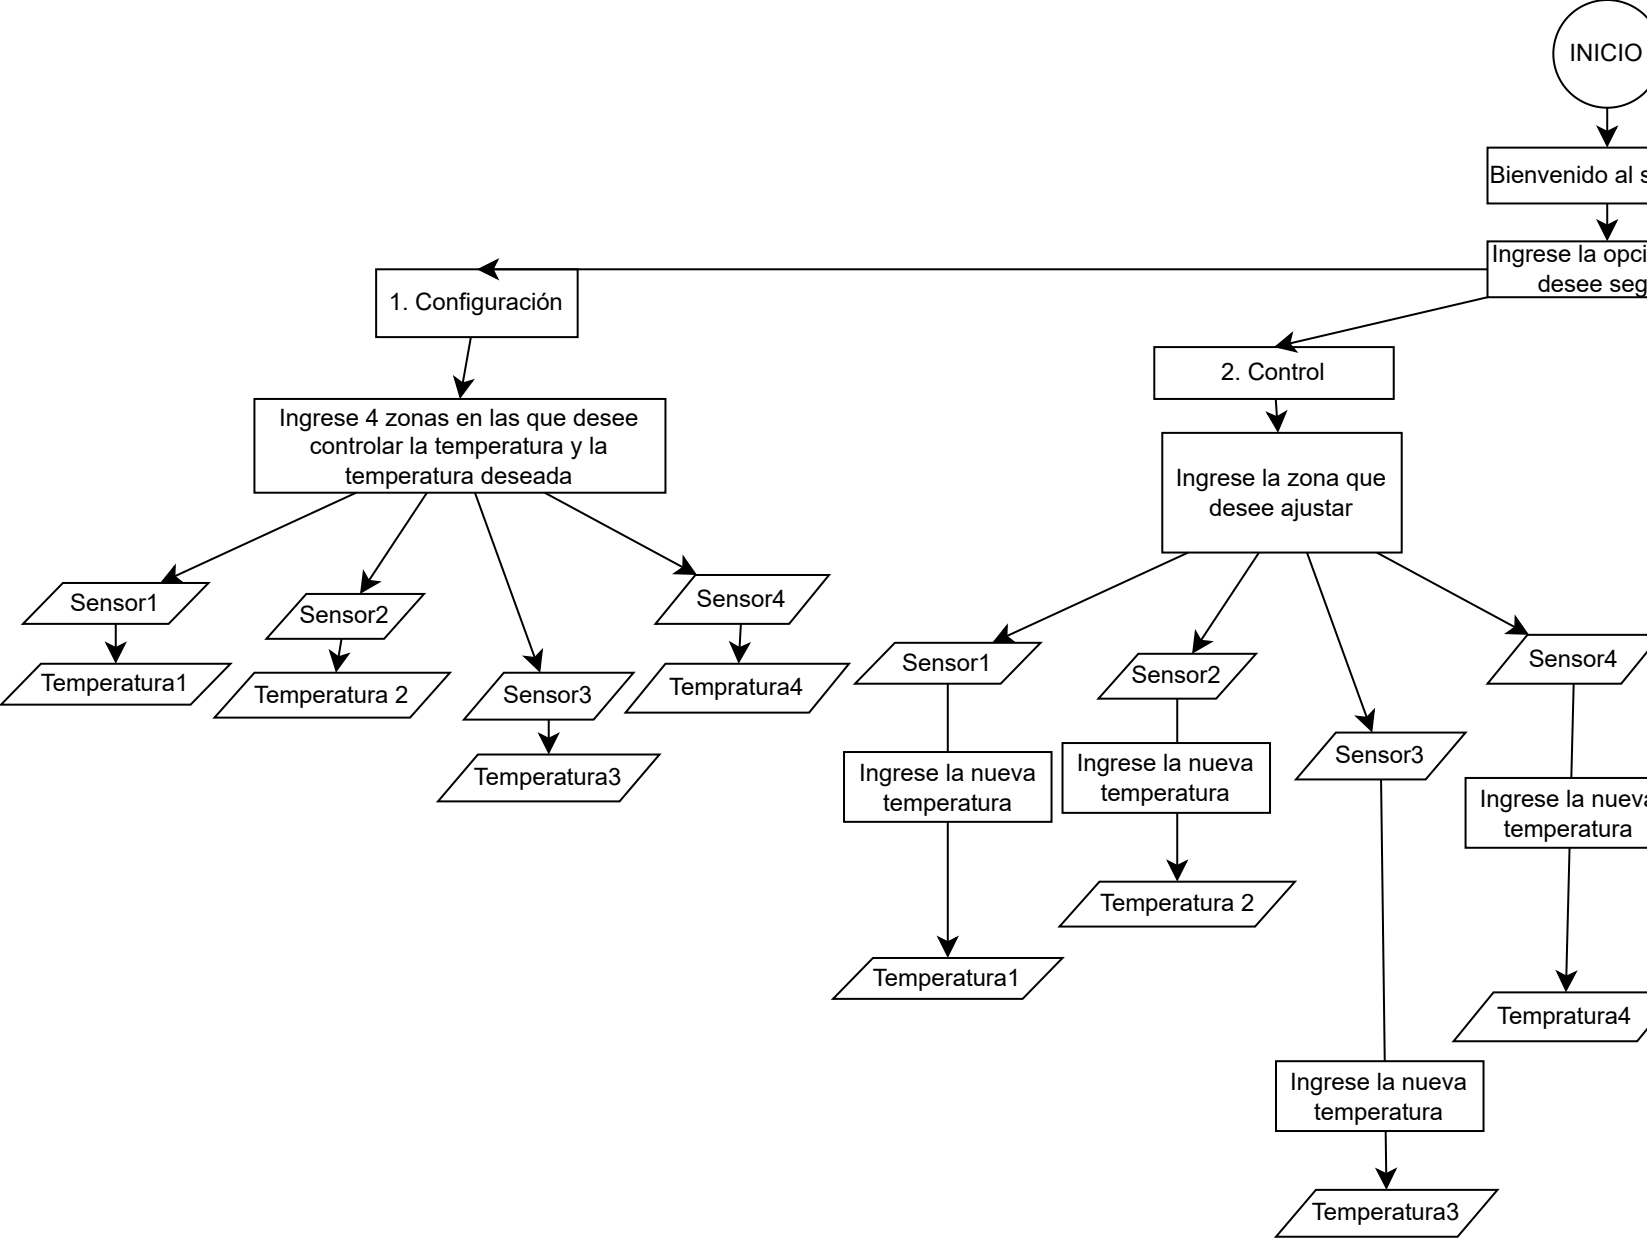 INICIO
Bienvenido al s
Ingrese la opci
desee seg
1. Configuración
2. Control
Ingrese 4 zonas en las que desee
controlar la temperatura y la
temperatura deseada
Ingrese la zona que
desee ajustar
Sensor1
Sensor2
Sensor3
Sensor4
Temperatura1
Temperatura 2
Temperatura3
Tempratura4
Sensor1
Sensor2
Sensor3
Sensor4
Ingrese la nueva
temperatura
Ingrese la nueva
temperatura
Ingrese la nueva
temperatura
Temperatura1
Temperatura 2
Tempratura4
Ingrese la nueva
temperatura
Temperatura3